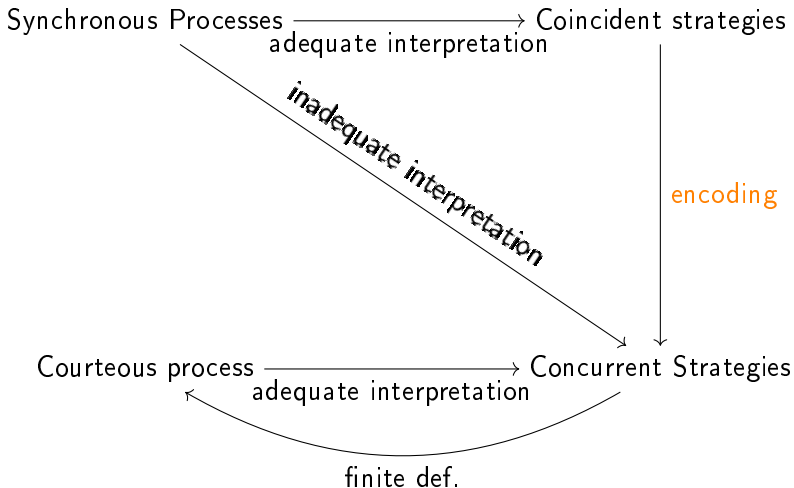 Synchronous Processes
Coincident strategies
adequate interpretation
inadequate interpretation
encoding
Courteous process
Concurrent Strategies
adequate interpretation
finite def.